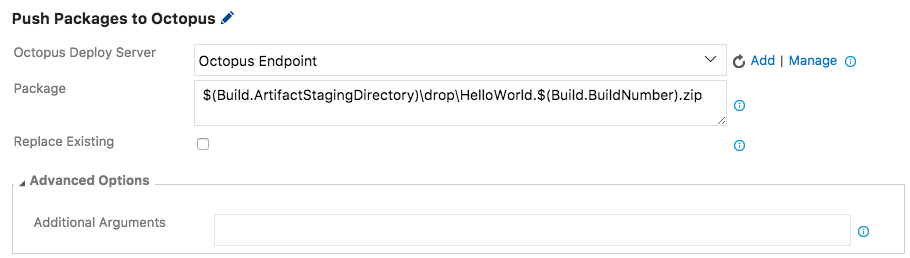 Push Packages to Octopus
Octopus Deploy Server
Octopus Endpoint
Add | Manage
Package
$(Build.ArtifactStagingDirectory)\drop\HelloWorld.$(Build.BuildNumber).zip
Replace Existing
Advanced Options
Additional Arguments